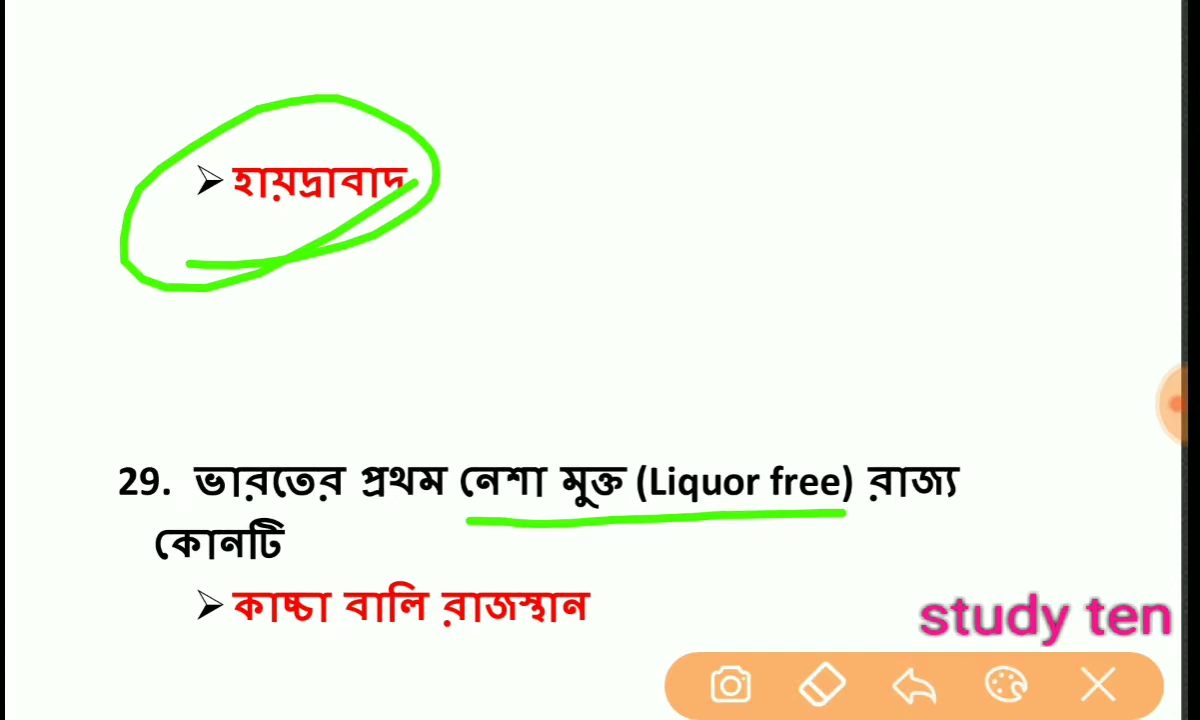 ➢ হায়দ্রাবাদ
29. ভারতের প্রথম নেশা মুক্ত (Liquor free) রাজ্য
কোনটি
➢ কাচ্চা বালি রাজস্থান
study ten